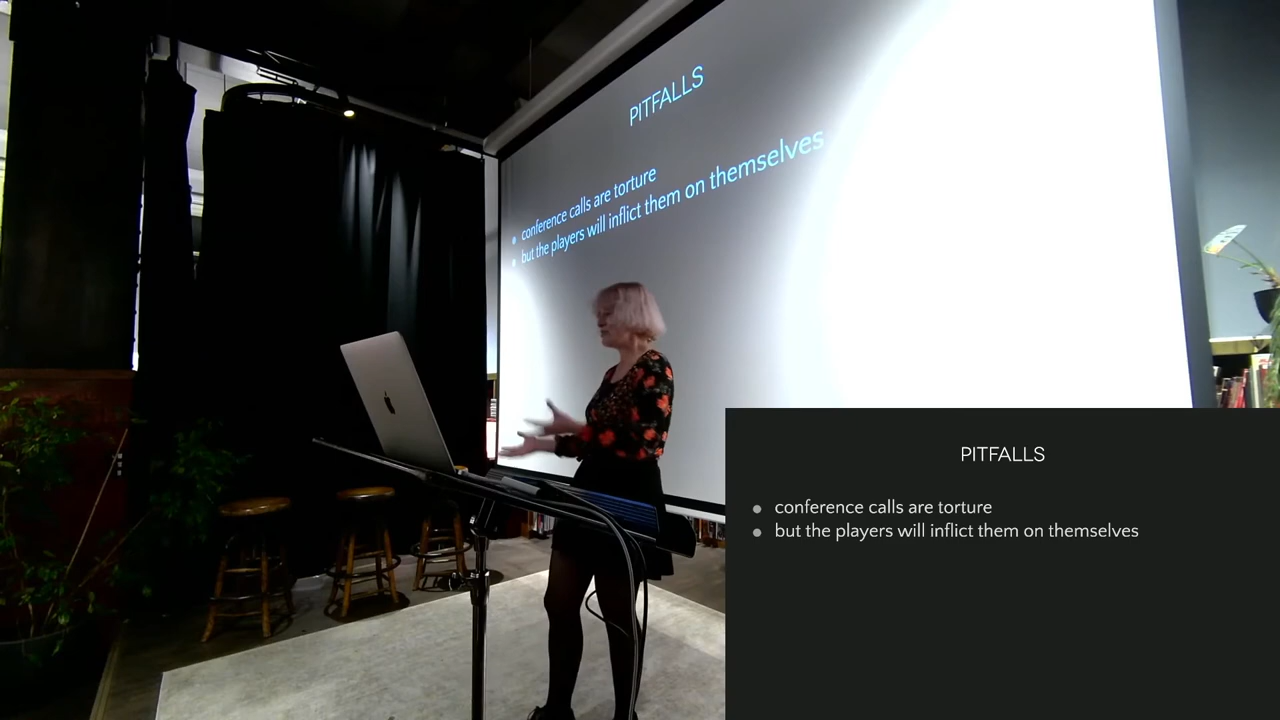 PITFALLS
conference calls are torture
but the players will inflict them on themselves
PITFALLS
conference calls are torture
but the players will inflict them on themselves